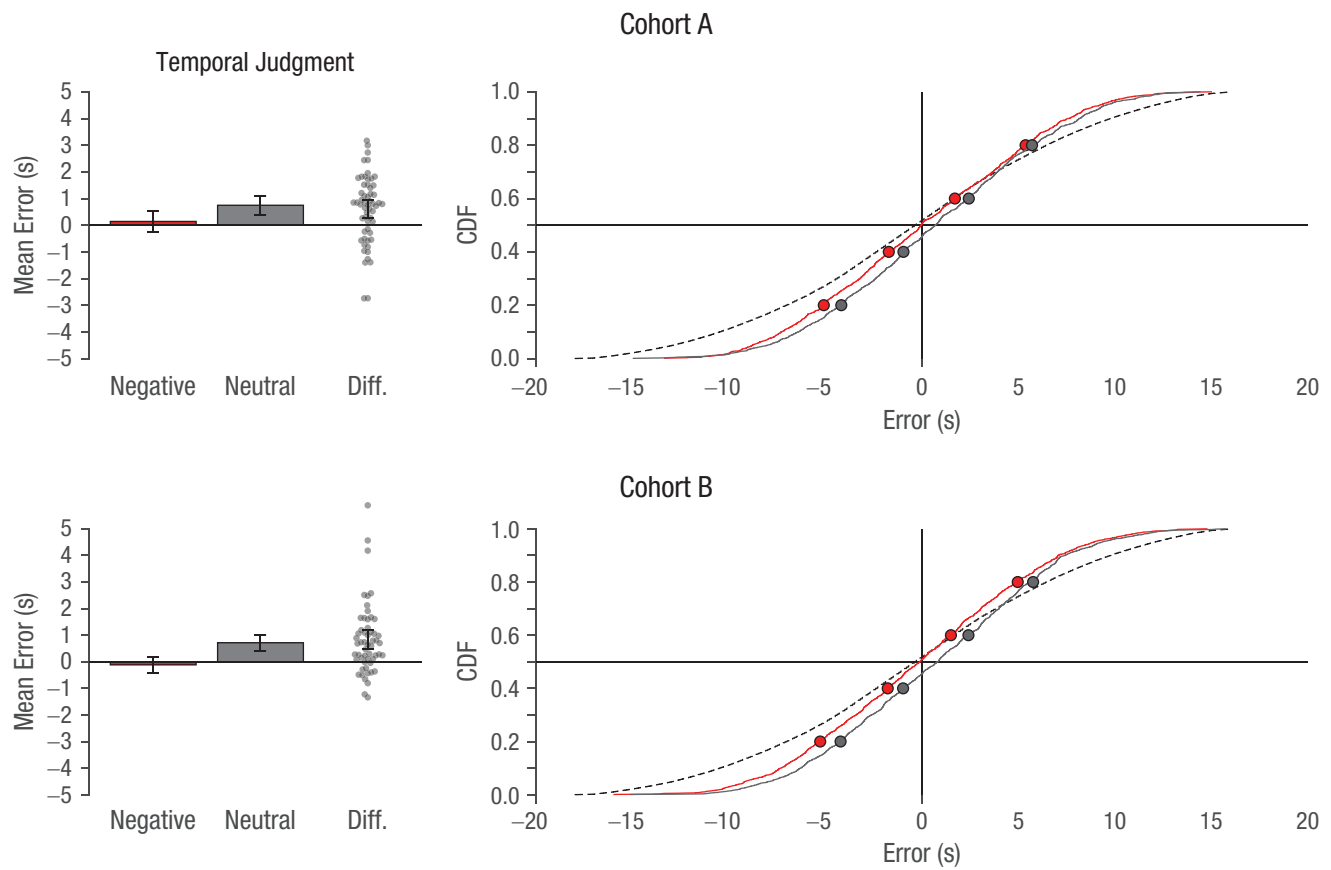 Cohort A
Temporal Judgment
Mean Error (s)
5
4
3
2
1
0
−1
−2
−3
−4
−5
Negative Neutral Diff.
CDF
1.0
0.8
0.6
0.4
0.2
0.0
−20 −15 −10 −5 0 5 10 15 20
Error (s)
Cohort B
Mean Error (s)
5
4
3
2
1
0
−1
−2
−3
−4
−5
Negative Neutral Diff.
CDF
1.0
0.8
0.6
0.4
0.2
0.0
−20 −15 −10 −5 0 5 10 15 20
Error (s)